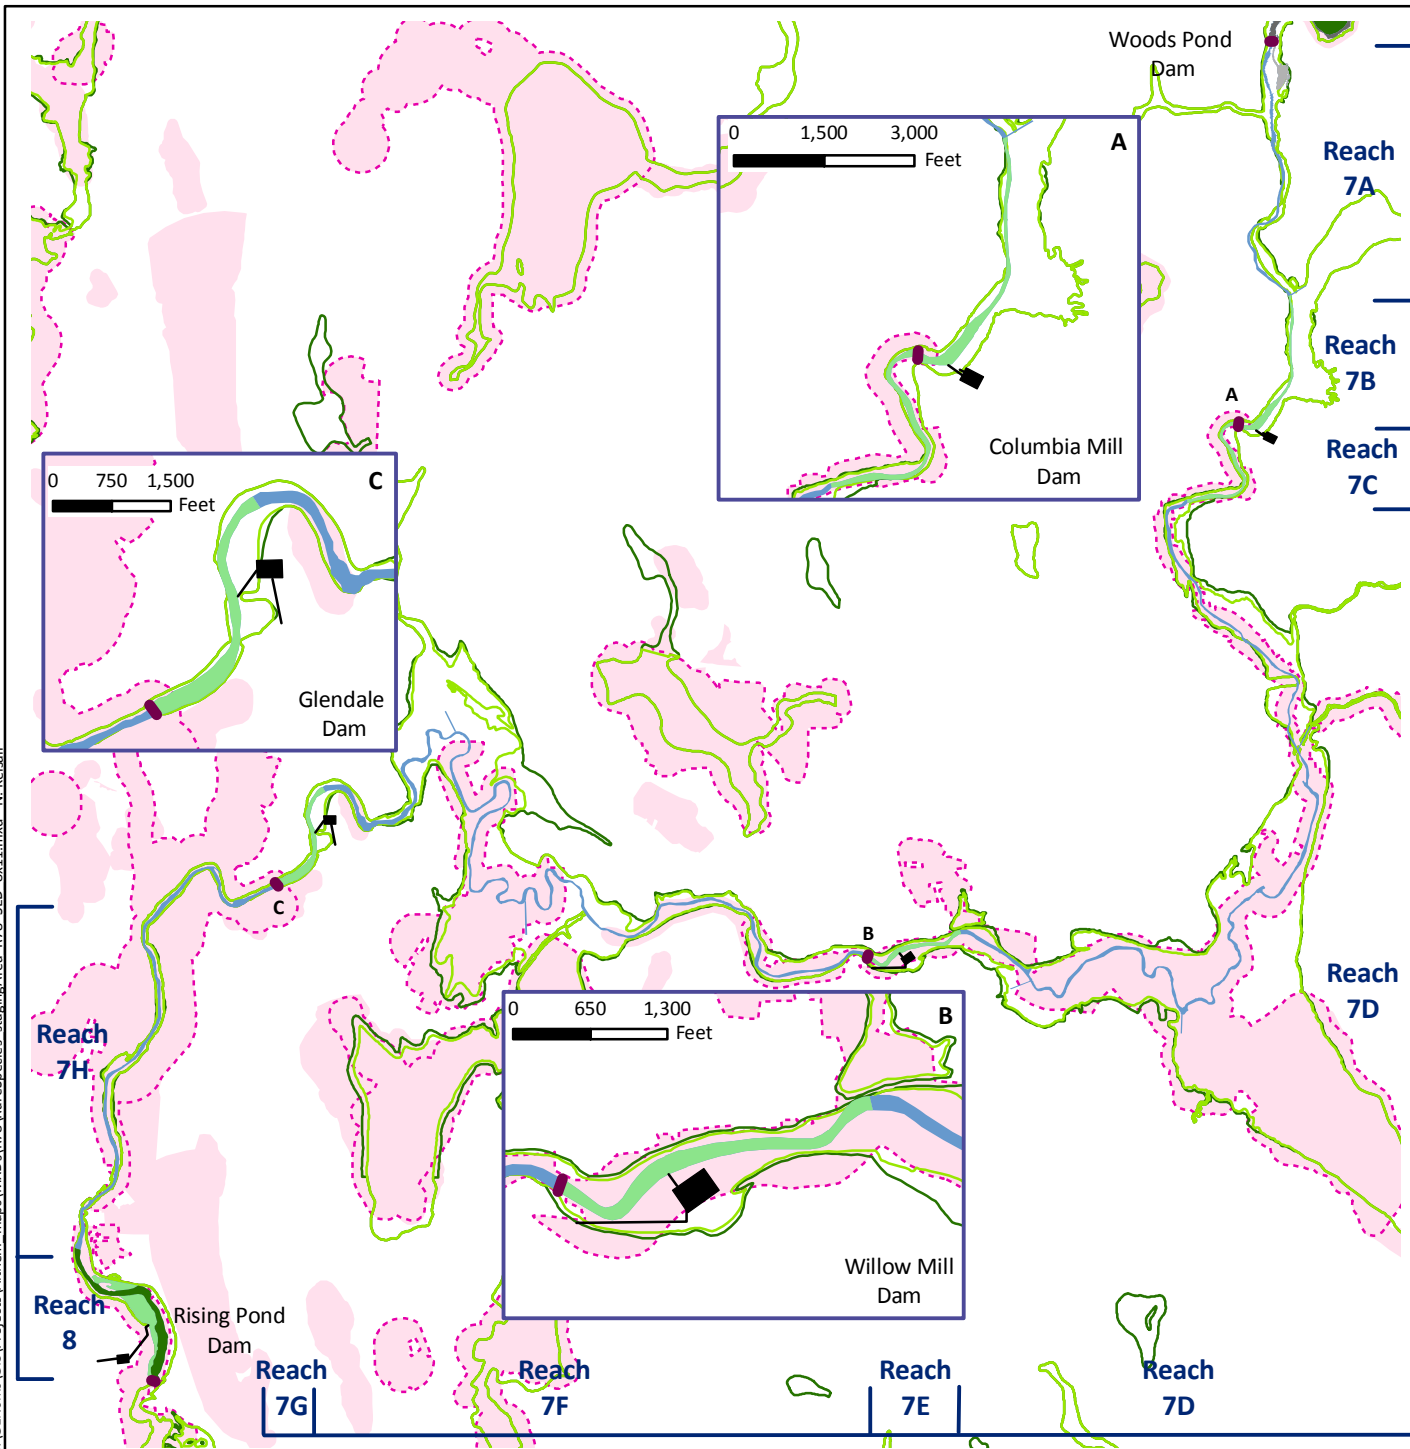 Woods Pond
Dam
0 1,500 3,000
Feet
A
Reach
7A
Reach
7B
A
Columbia Mill
Dam
Reach
7C
0 750 1,500
Feet
C
Glendale
Dam
C
B
Reach
7D
0 650 1,300
Feet
B
Reach
7H
Willow Mill
Dam
Reach
8
Rising Pond
Dam
Reach
7G
Reach
7F
Reach
7E
Reach
7D